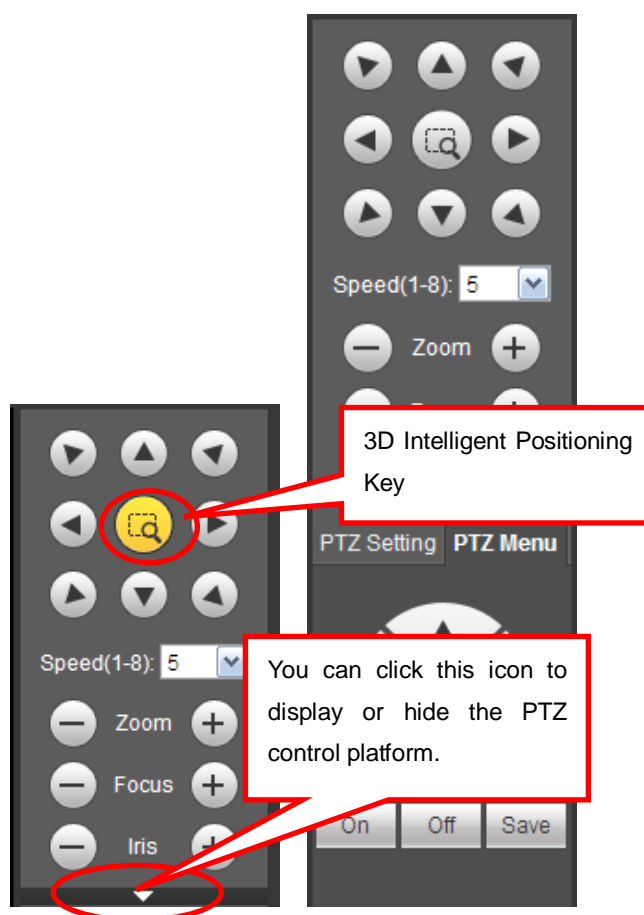 Speed(1-8): 5
Zoom
3D Intelligent Positioning
Key
PTZ Setting PTZ Menu
Speed(1-8): 5
Zoom
Focus
Iris
You can click this icon to
display or hide the PTZ
control platform.
On Off Save